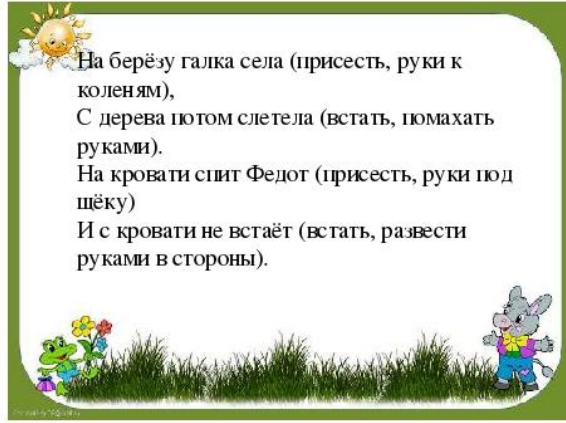 На берёзу галка села (присесть, руки к
коленям),
С дерева потом слетела (встать, помахать
руками).
На кровати спит Федот (присесть, руки под
щёку)
И с кровати не встаёт (встать, развести
руками в стороны).